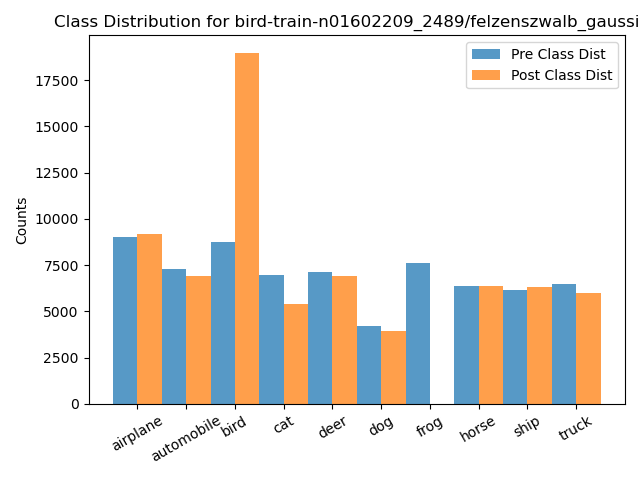 Class Distribution for bird-train-n01602209_2489/felzenszwalb_gaussi
Pre Class Dist
Post Class Dist
Counts
17500
15000
12500
10000
7500
5000
2500
0
airplane
automobile
bird
cat
deer
dog
frog
horse
ship
truck